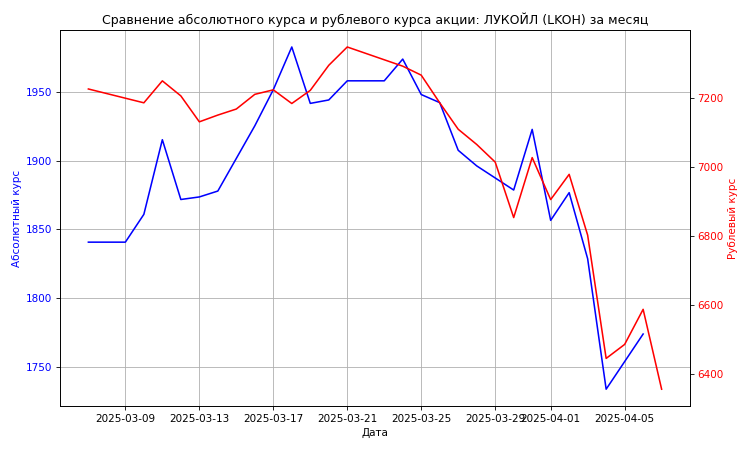 Сравнение абсолютного курса и рублевого курса акции: ЛУКОЙЛ (LKOH) за месяц
1950
1900
1850
1800
1750
Абсолютный курс
7200
7000
6800
6600
6400
Рублевый курс
2025-03-09 2025-03-13 2025-03-17 2025-03-21 2025-03-25 2025-03-29 2025-04-01 2025-04-05
Дата